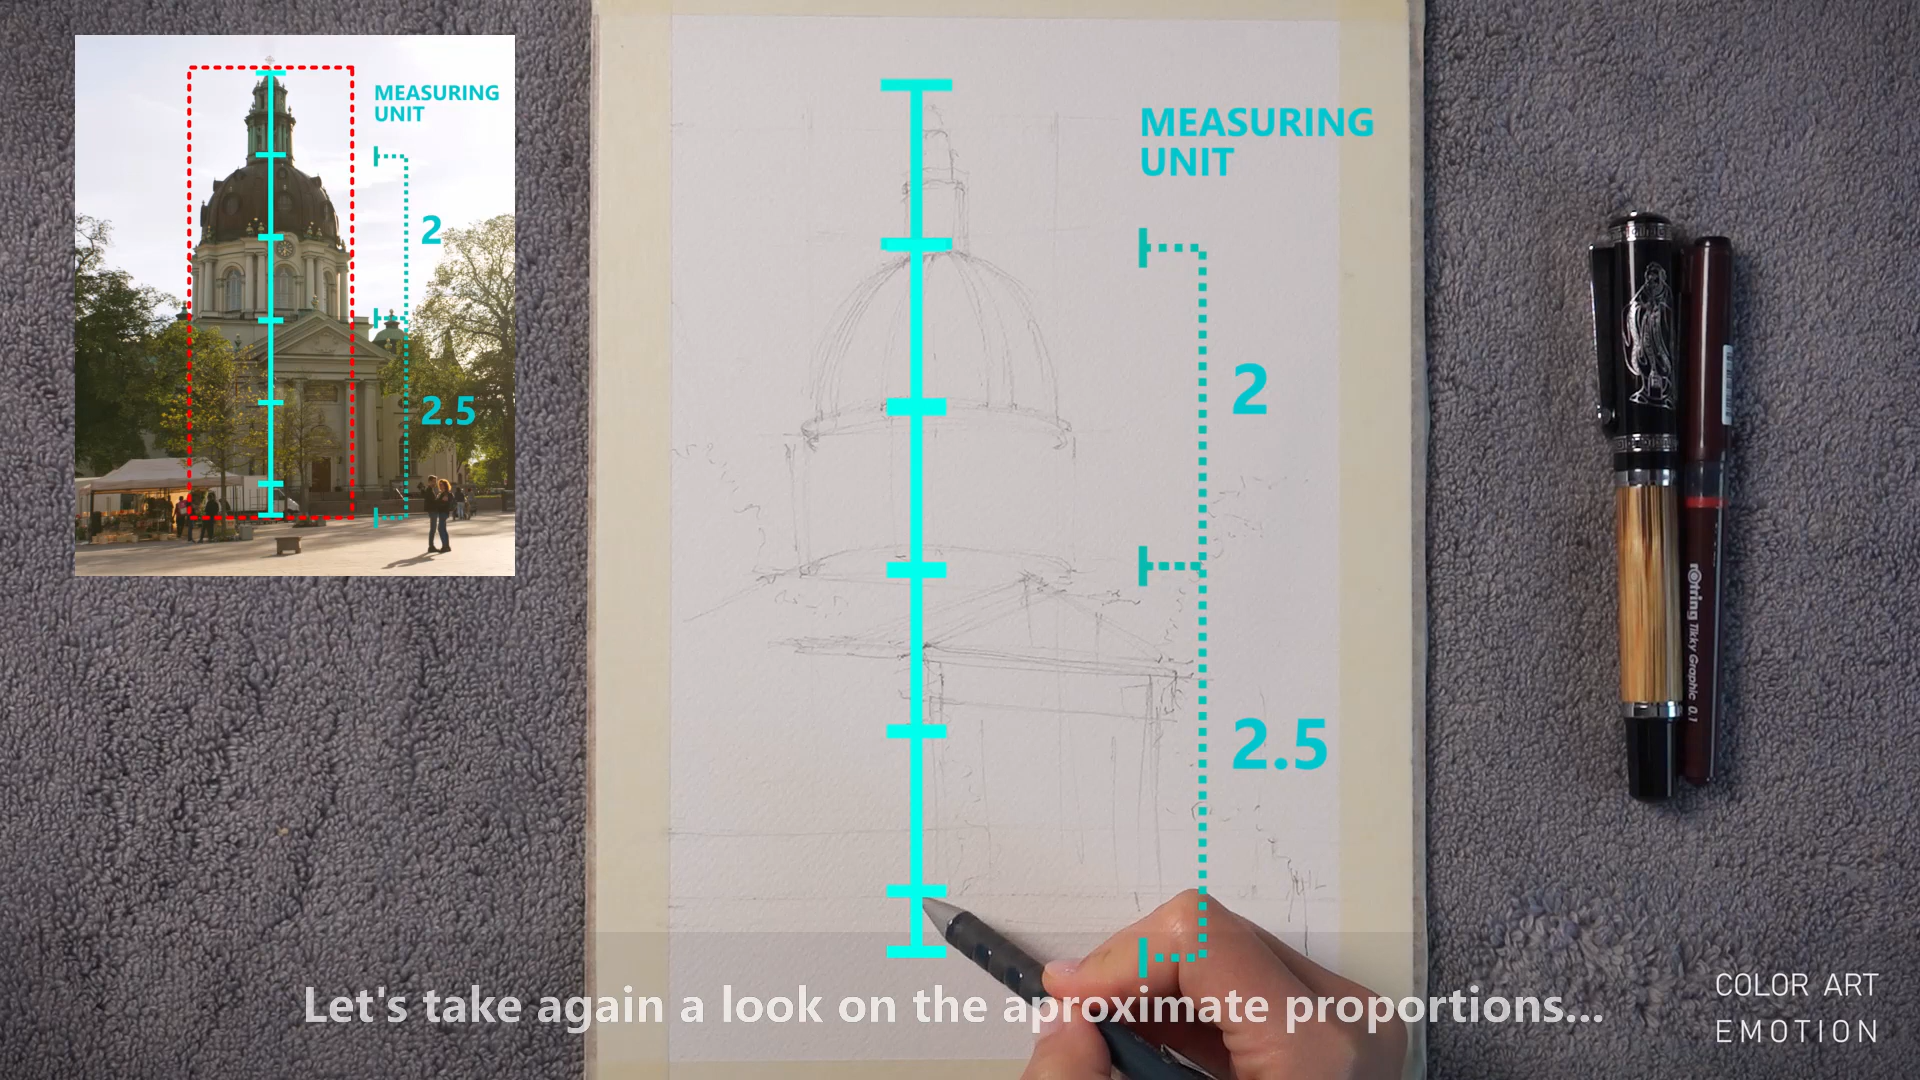 MEASURING
UNIT
2
2.5
MEASURING
UNIT
2
2.5
rotring Tikky Graphic 0.1
Let's take again a look on the aproximate proportions...
COLOR ART
EMOTION